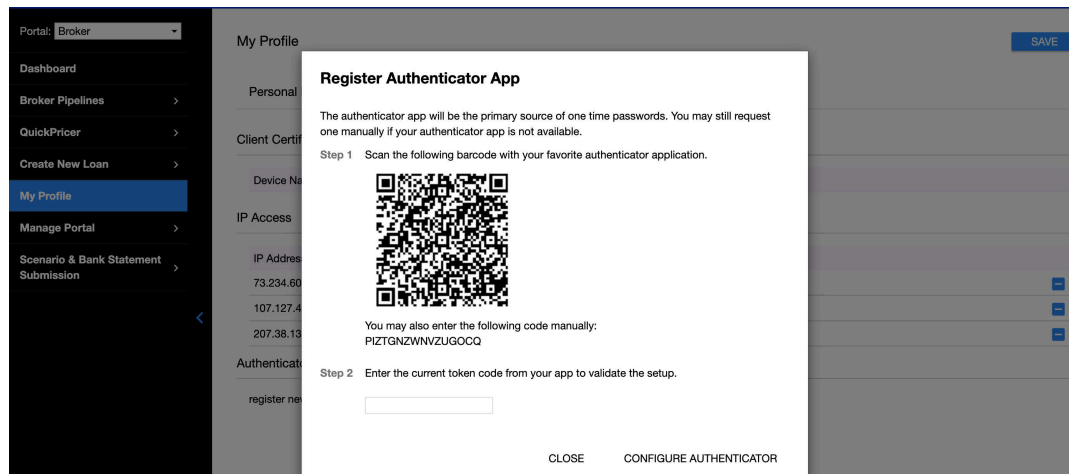 Portal: Broker
Dashboard
Broker Pipelines
QuickPricer
Create New Loan
My Profile
Manage Portal
Scenario & Bank Statement
Submission
My Profile
SAVE
Personal
Client Certif
Device Na
IP Access
IP Addres
73.234.60
107.127.4
207.38.13
Authenticato
register nev
Register Authenticator App
The authenticator app will be the primary source of one time passwords. You may still request
one manually if your authenticator app is not available.
Step 1 Scan the following barcode with your favorite authenticator application.
You may also enter the following code manually:
PIZTGNZWNVZUGOCQ
Step 2 Enter the current token code from your app to validate the setup.
CLOSE CONFIGURE AUTHENTICATOR